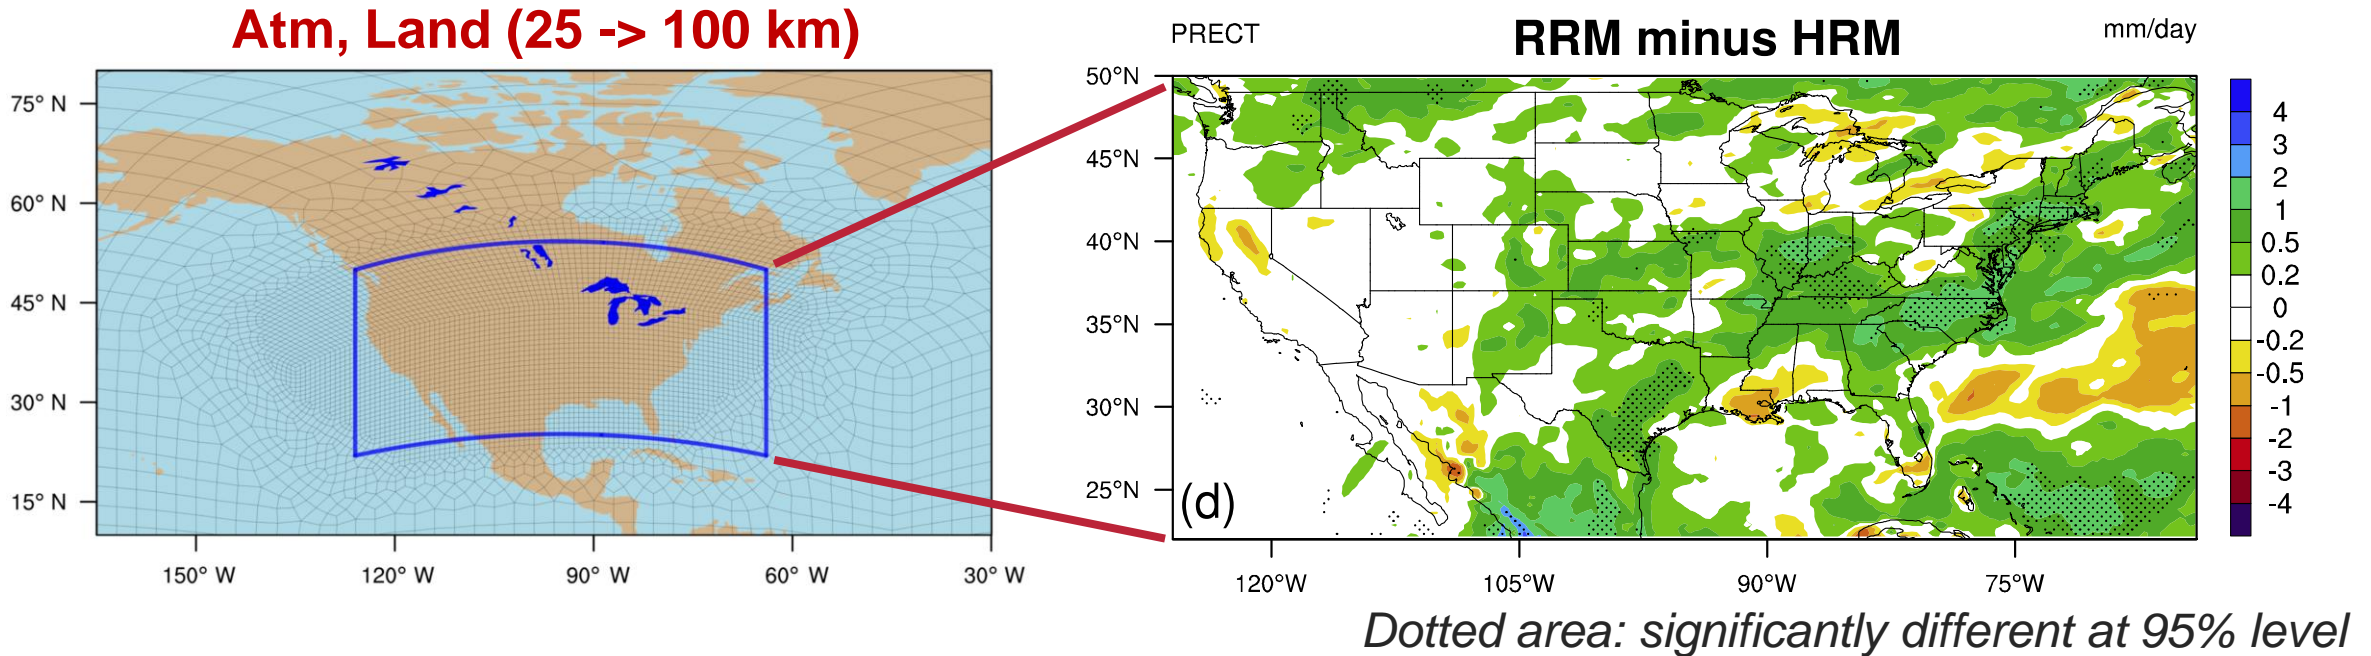 Atm, Land (25 -> 100 km)
75° N
60° N
45° N
30° N
15° N
150° W
120° W
90° W
60° W
30° W
PRECT
RRM minus HRM
mm/day
50°N
45°N
40°N
35°N
30°N
25°N
(d)
120°W
105°W
90°W
75°W
4
3
2
1
0.5
0.2
0
-0.2
-0.5
-1
-2
-3
-4
Dotted area: significantly different at 95% level